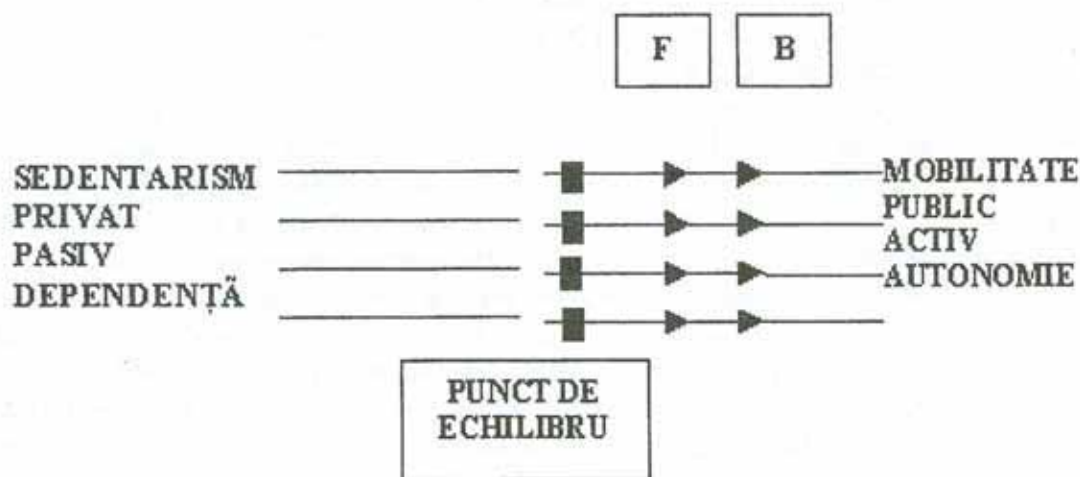 F
B
SEDENTARISM
PRIVAT
PASIV
DEPENDENȚĂ
MOBILITATE
PUBLIC
ACTIV
AUTONOMIE
PUNCT DE
ECHILIBRU